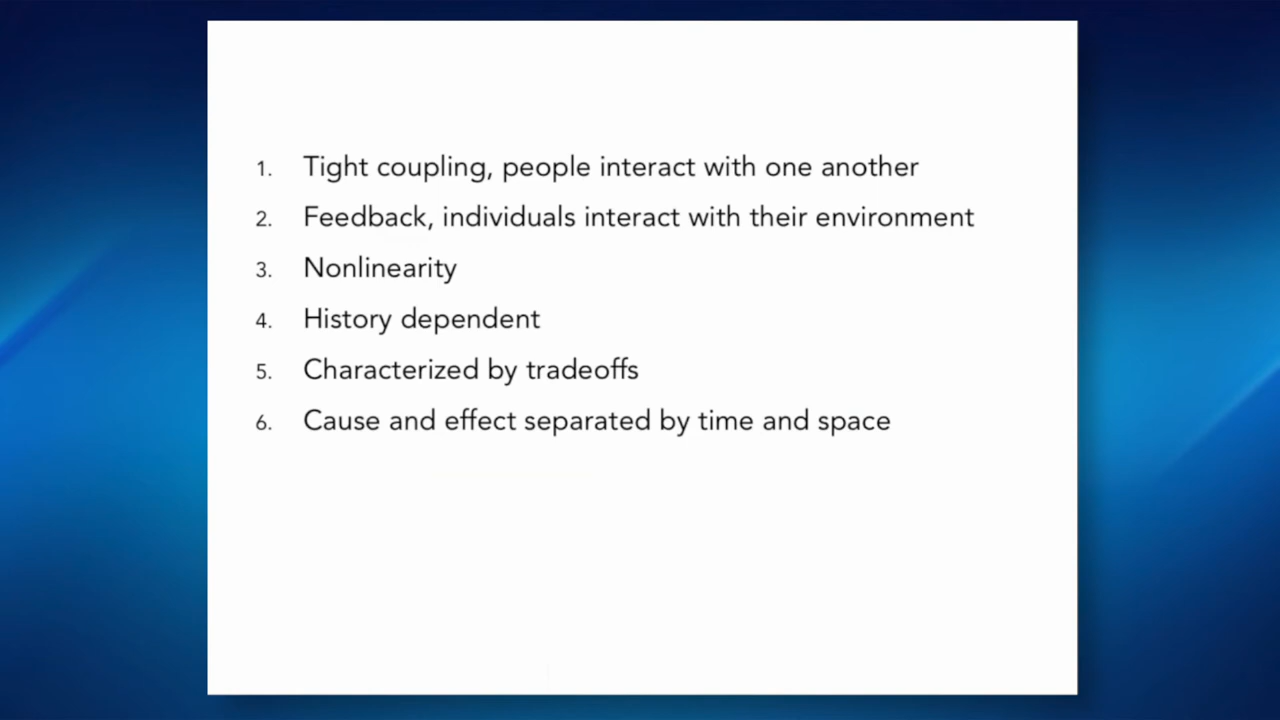 1. Tight coupling, people interact with one another
2. Feedback, individuals interact with their environment
3. Nonlinearity
4. History dependent
5. Characterized by tradeoffs
6. Cause and effect separated by time and space